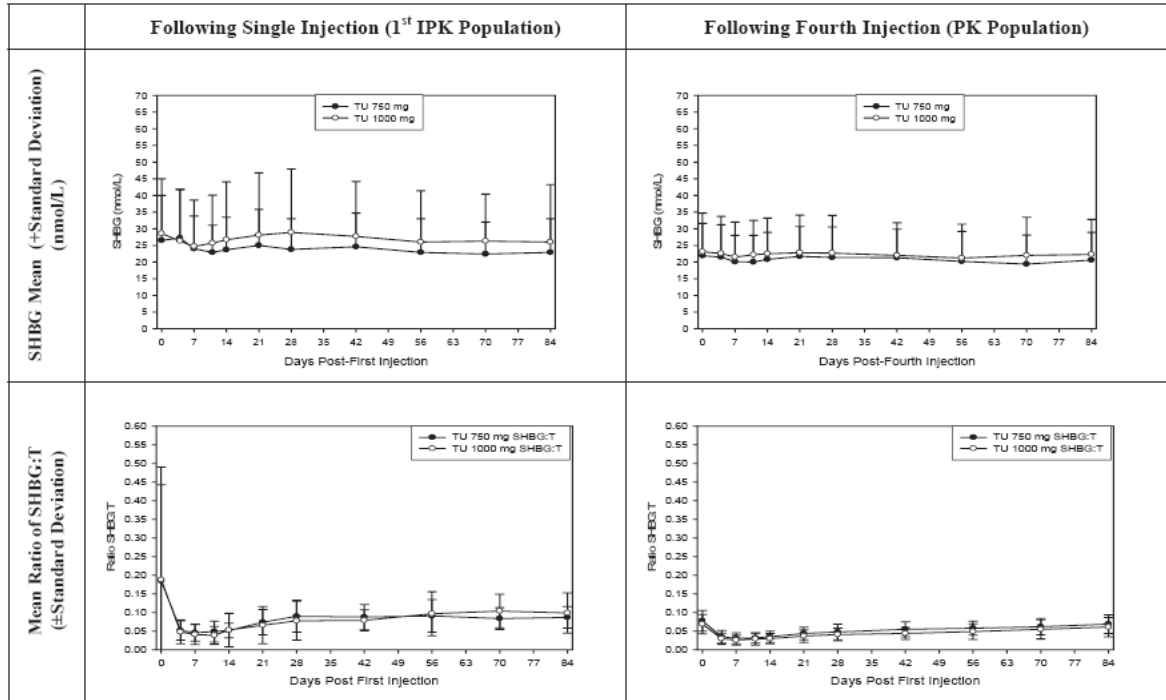 Following Single Injection (1st IPK Population)
Following Fourth Injection (PK Population)
SHBG Mean (+Standard Deviation)
(nmol/L)
SHBG (nmol/L)
70
65
60
55
50
45
40
35
30
25
20
15
10
5
0
TU 750 mg
TU 1000 mg
0 7 14 21 28 35 42 49 56 63 70 77 84
Days Post-First Injection
SHBG (nmol/L)
70
65
60
55
50
45
40
35
30
25
20
15
10
5
0
TU 750 mg
TU 1000 mg
0 7 14 21 28 35 42 49 56 63 70 77 84
Days Post-Fourth Injection
Mean Ratio of SHBG:T
(±Standard Deviation)
Ratio SHBG:T
0.60
0.55
0.50
0.45
0.40
0.35
0.30
0.25
0.20
0.15
0.10
0.05
0.00
TU 750 mg SHBG:T
TU 1000 mg SHBG:T
0 7 14 21 28 35 42 49 56 63 70 77 84
Days Post First Injection
Ratio SHBG:T
0.60
0.55
0.50
0.45
0.40
0.35
0.30
0.25
0.20
0.15
0.10
0.05
0.00
TU 750 mg SHBG:T
TU 1000 mg SHBG:T
0 7 14 21 28 35 42 49 56 63 70 77 84
Days Post First Injection